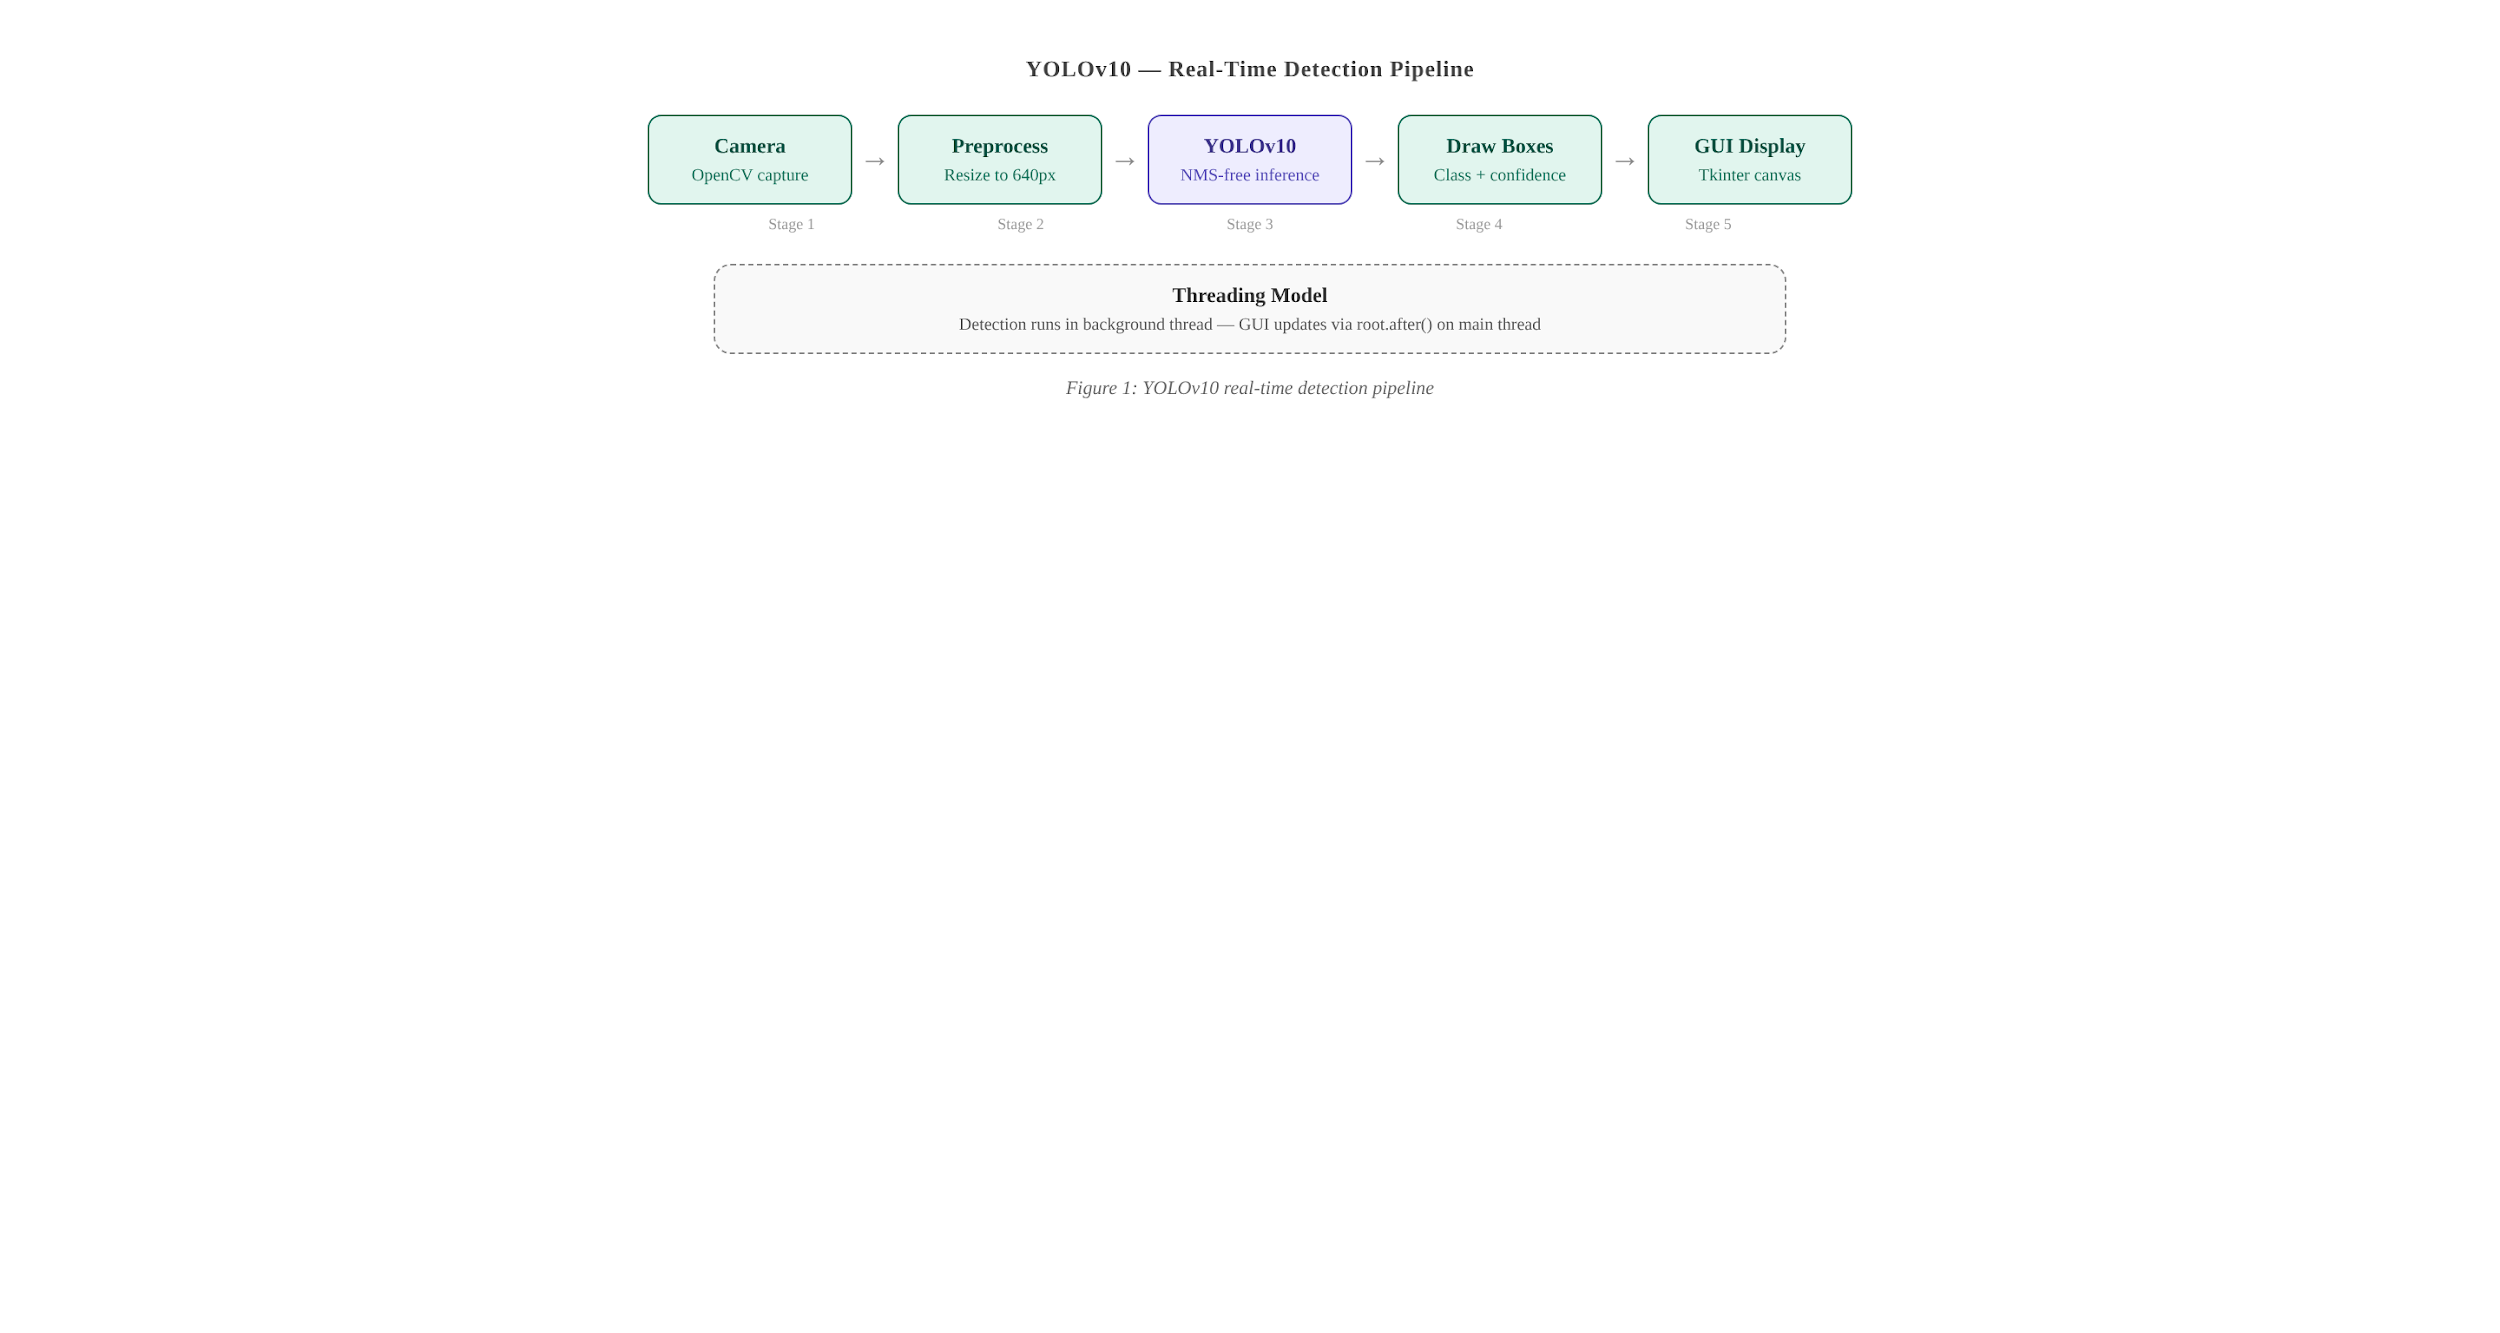 YOLOv10 — Real-Time Detection Pipeline
Camera
OpenCV capture
→
Preprocess
Resize to 640px
→
YOLOv10
NMS-free inference
→
Draw Boxes
Class + confidence
→
GUI Display
Tkinter canvas
Stage 1
Stage 2
Stage 3
Stage 4
Stage 5
Threading Model
Detection runs in background thread — GUI updates via root.after() on main thread
Figure 1: YOLOv10 real-time detection pipeline